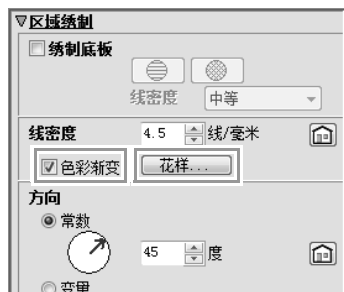 区域绣制
绣制底板
线密度 中等
线密度 4.5 线/毫米
色彩渐变 花样...
方向
常数
45 度
变量